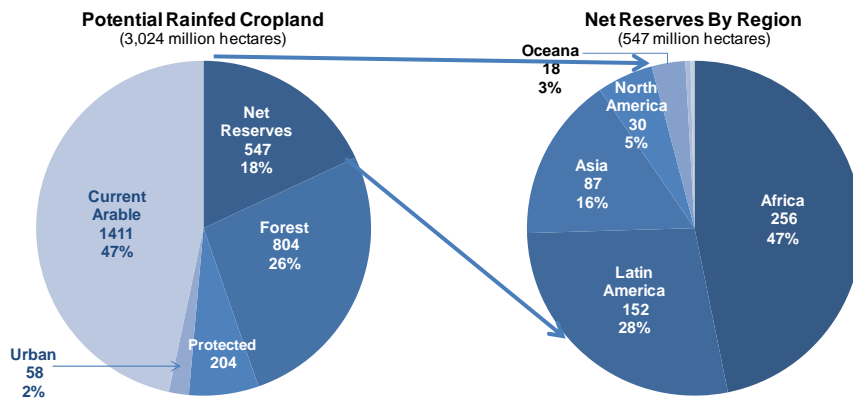 Potential Rainfed Cropland
(3,024 million hectares)
Net
Reserves
547
18%
Forest
804
26%
Protected
204
Urban
58
2%
Current
Arable
1411
47%
Net Reserves By Region
(547 million hectares)
Oceana
18
3%
North
America
30
5%
Asia
87
16%
Latin
America
152
28%
Africa
256
47%